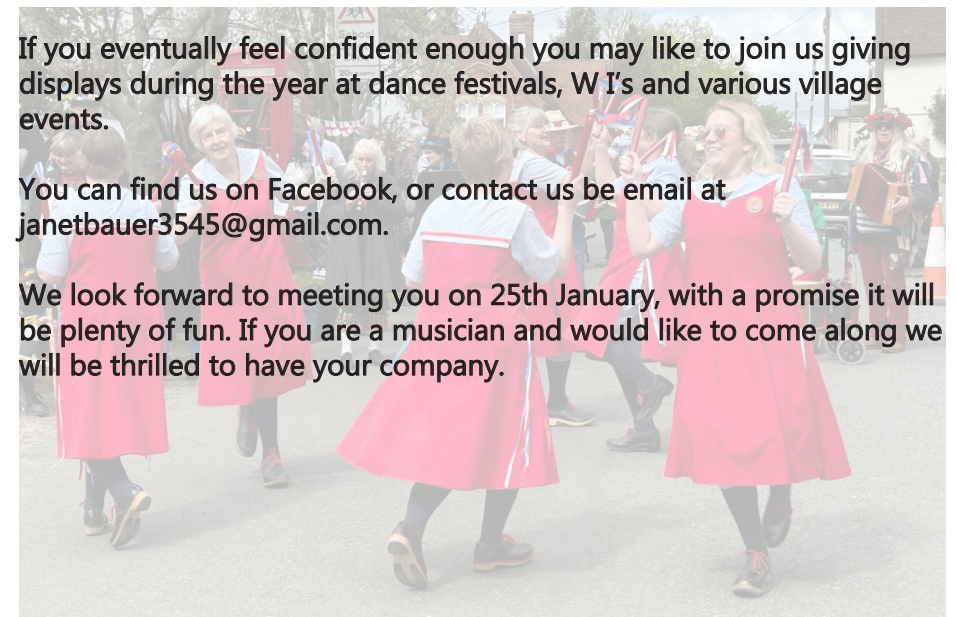 If you eventually feel confident enough you may like to join us giving
displays during the year at dance festivals, W I's and various village
events.
You can find us on Facebook, or contact us be email at
janetbauer3545@gmail.com.
We look forward to meeting you on 25th January, with a promise it will
be plenty of fun. If you are a musician and would like to come along we
will be thrilled to have your company.